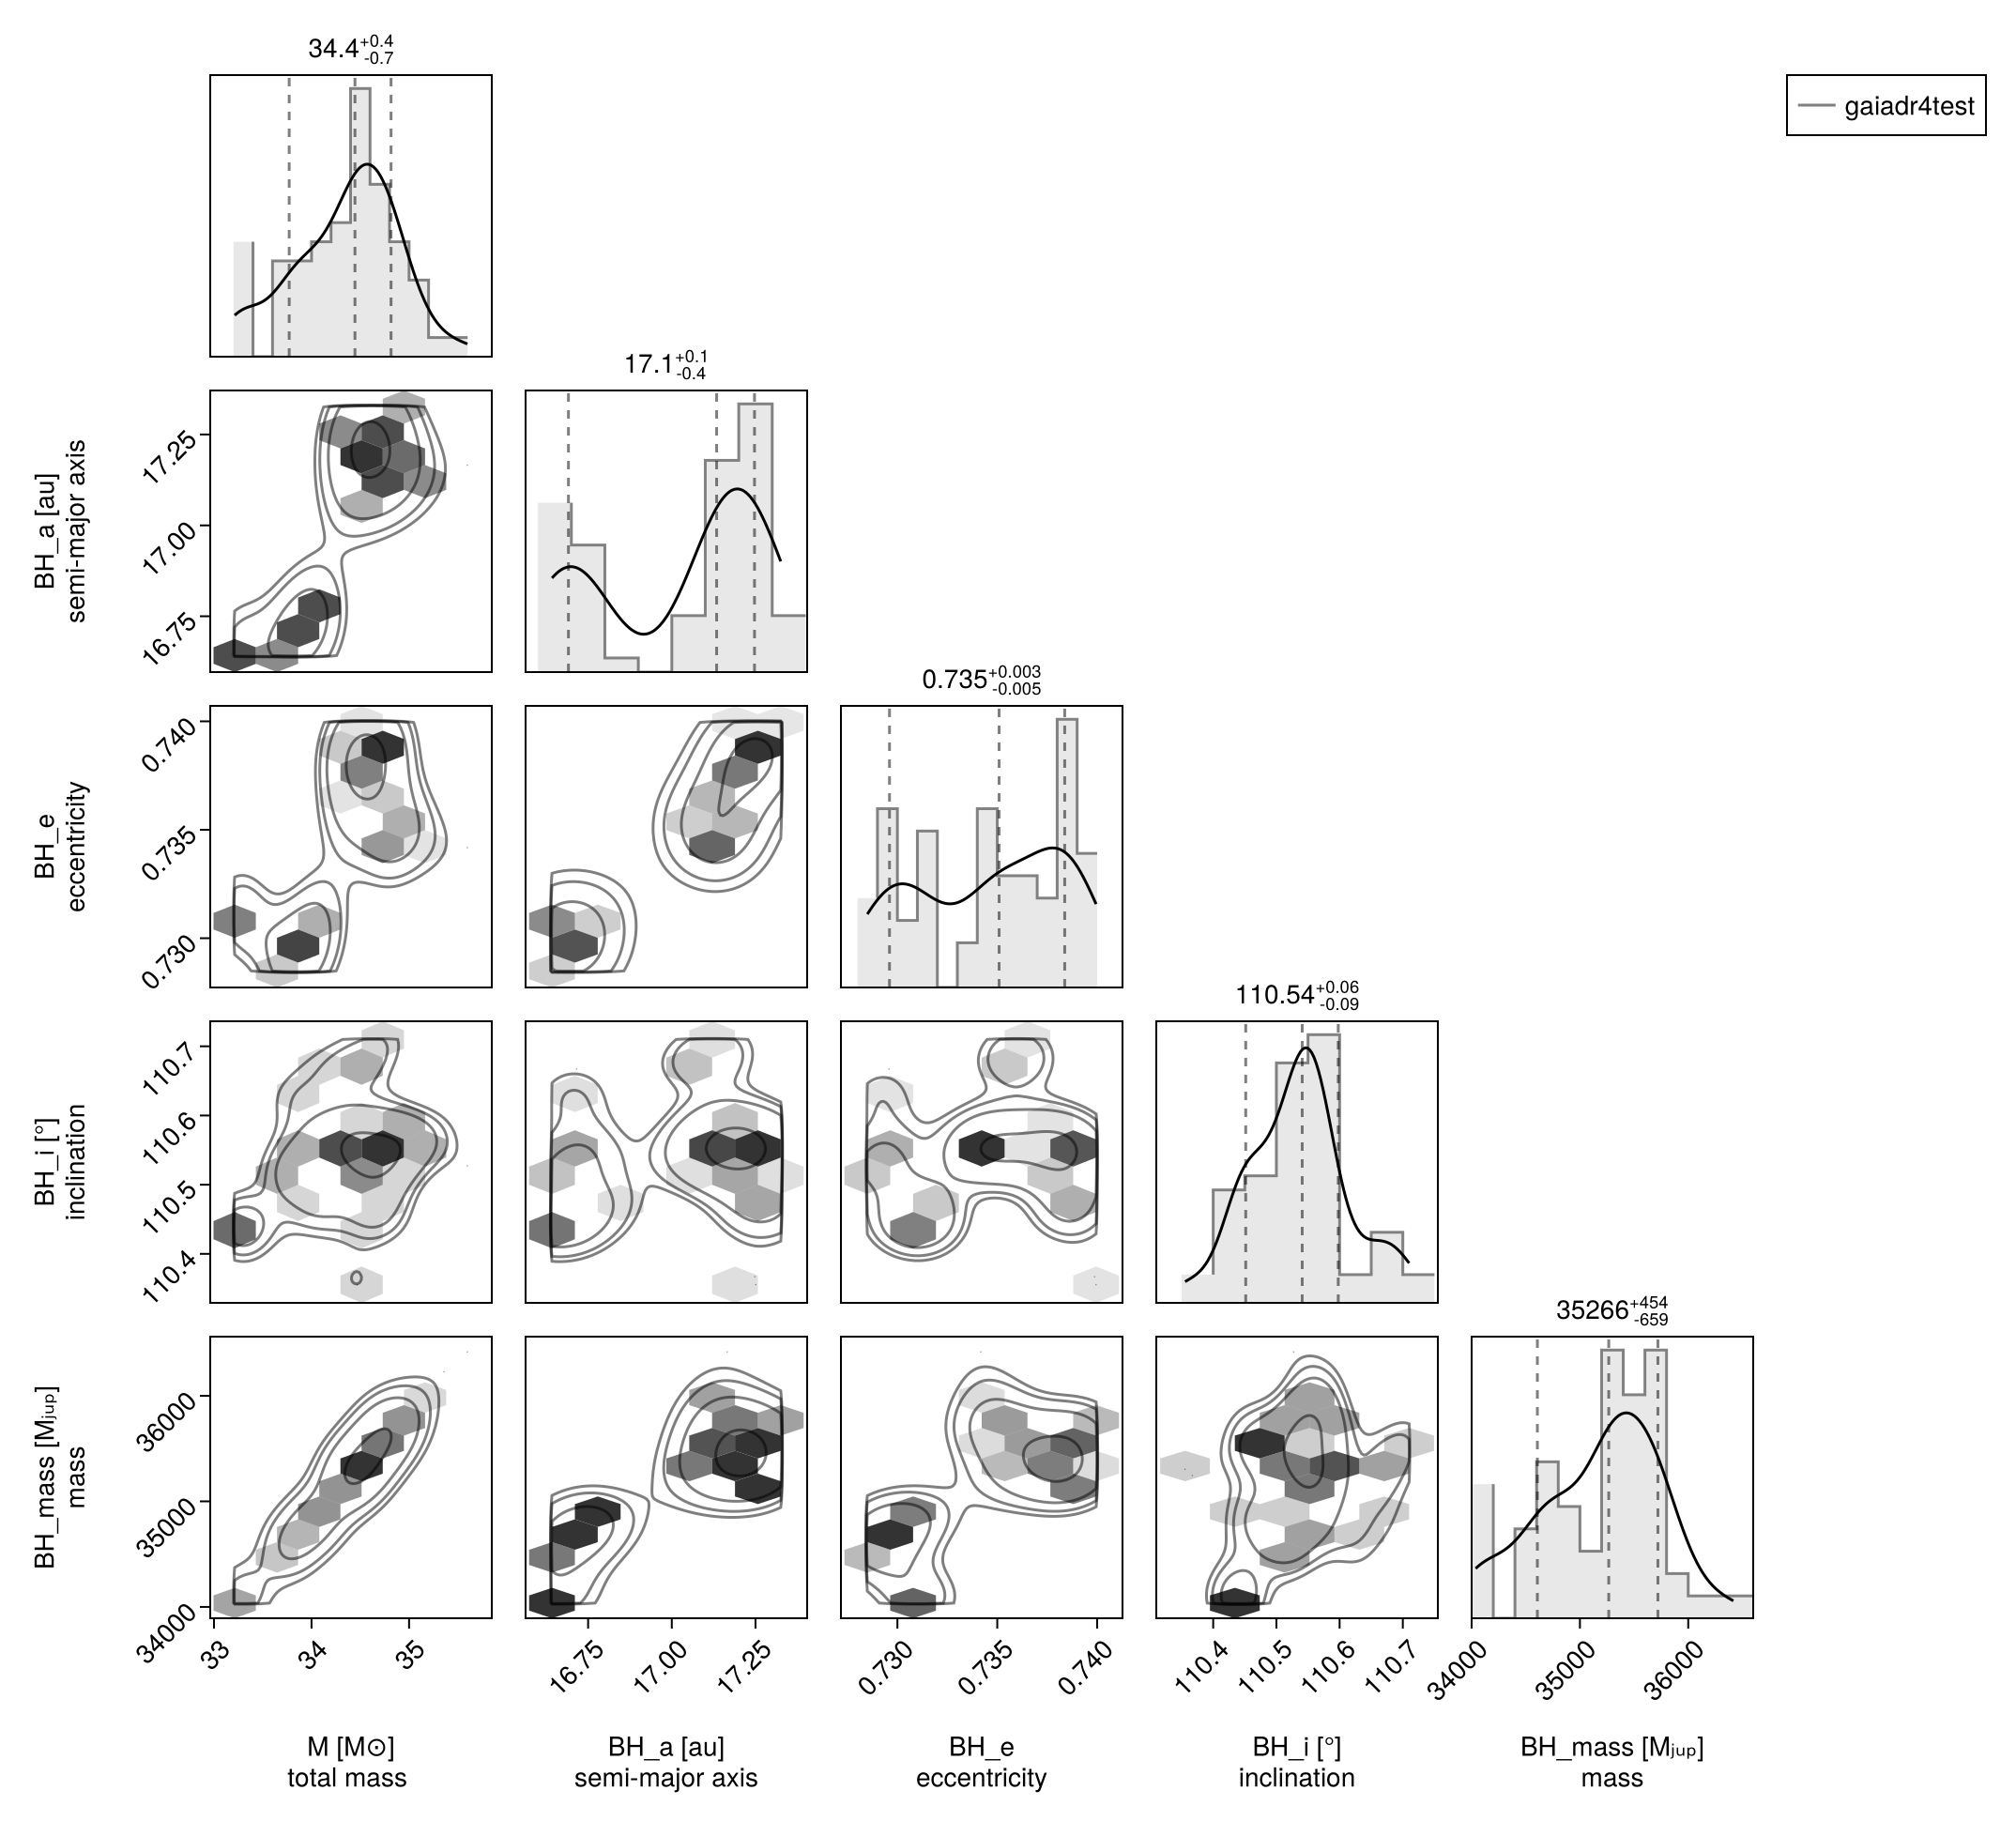 34.4+0.4-0.7
gaiadr4test
17.1+0.1-0.4
BH_a [au]
semi-major axis
17.25
17.00
16.75
0.735+0.003-0.005
BH_e
eccentricity
0.740
0.735
0.730
110.54+0.06-0.09
BH_i [°]
inclination
110.7
110.6
110.5
110.4
35266+454-659
BH_mass [Mⱼᵤₚ]
mass
36000
35000
34000
33 34 35
16.75 17.00 17.25
0.730 0.735 0.740
110.4 110.5 110.6 110.7
34000 35000 36000
M [M⊙]
total mass
BH_a [au]
semi-major axis
BH_e
eccentricity
BH_i [°]
inclination
BH_mass [Mⱼᵤₚ]
mass